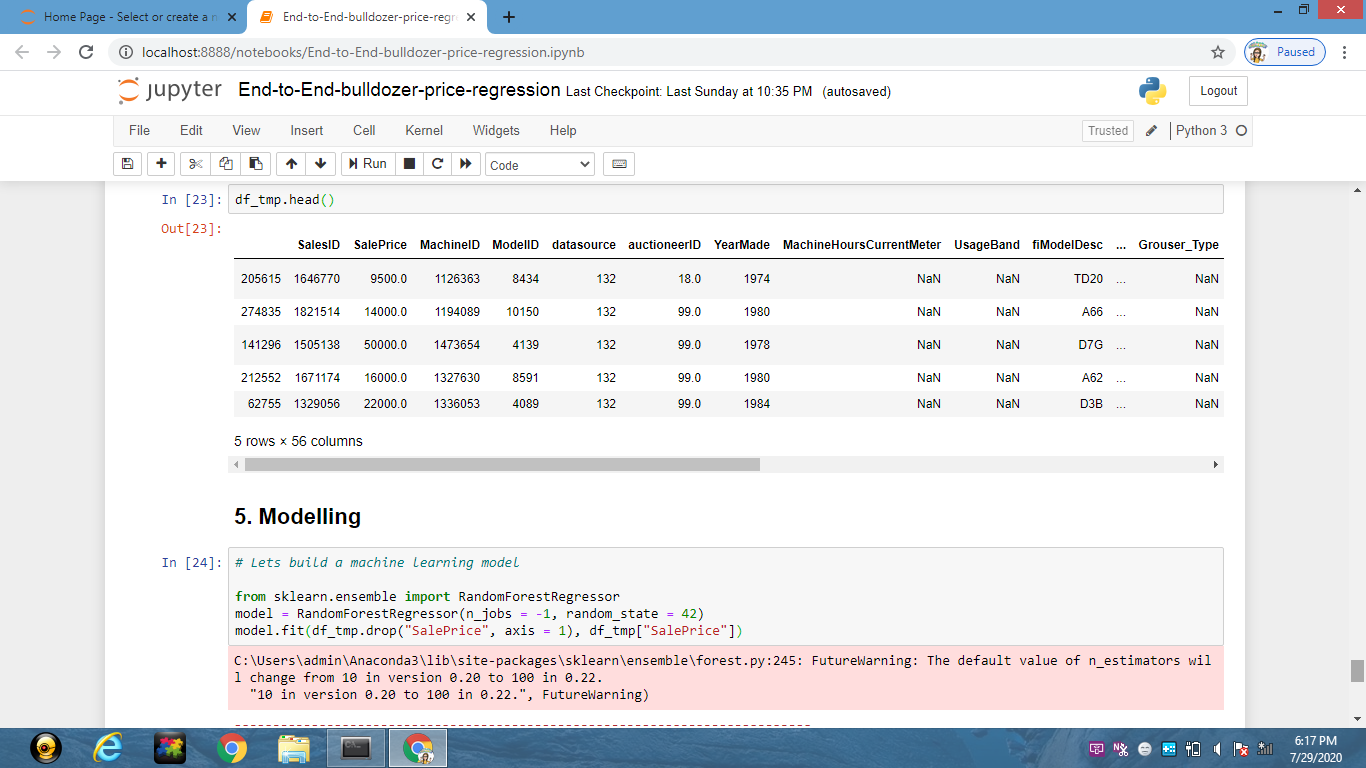 Home Page - Select or create a n
End-to-End-bulldozer-price-regre
localhost:8888/notebooks/End-to-End-bulldozer-price-regression.ipynb
Paused
jupyter End-to-End-bulldozer-price-regression Last Checkpoint: Last Sunday at 10:35 PM (autosaved)
Logout
File Edit View Insert Cell Kernel Widgets Help
Trusted Python 3
Run Code
In [23]: df_tmp.head()
Out[23]:
SalesID SalePrice MachineID ModelID datasource auctioneerID YearMade MachineHoursCurrentMeter UsageBand fiModelDesc ... Grouser_Type
205615 1646770 9500.0 1126363 8434 132 18.0 1974 NaN NaN TD20 ... NaN
274835 1821514 14000.0 1194089 10150 132 99.0 1980 NaN NaN A66 ... NaN
141296 1505138 50000.0 1473654 4139 132 99.0 1978 NaN NaN D7G ... NaN
212552 1671174 16000.0 1327630 8591 132 99.0 1980 NaN NaN A62 ... NaN
62755 1329056 22000.0 1336053 4089 132 99.0 1984 NaN NaN D3B ... NaN
5 rows × 56 columns
5. Modelling
In [24]: # Lets build a machine learning model
from sklearn.ensemble import RandomForestRegressor
model = RandomForestRegressor(n_jobs = -1, random_state = 42)
model.fit(df_tmp.drop("SalePrice", axis = 1), df_tmp["SalePrice"])
C:\Users\admin\Anaconda3\lib\site-packages\sklearn\ensemble\forest.py:245: FutureWarning: The default value of n_estimators wil
l change from 10 in version 0.20 to 100 in 0.22.
"10 in version 0.20 to 100 in 0.22.", FutureWarning)
---------------------------------------------------------------------------
6:17 PM
7/29/2020